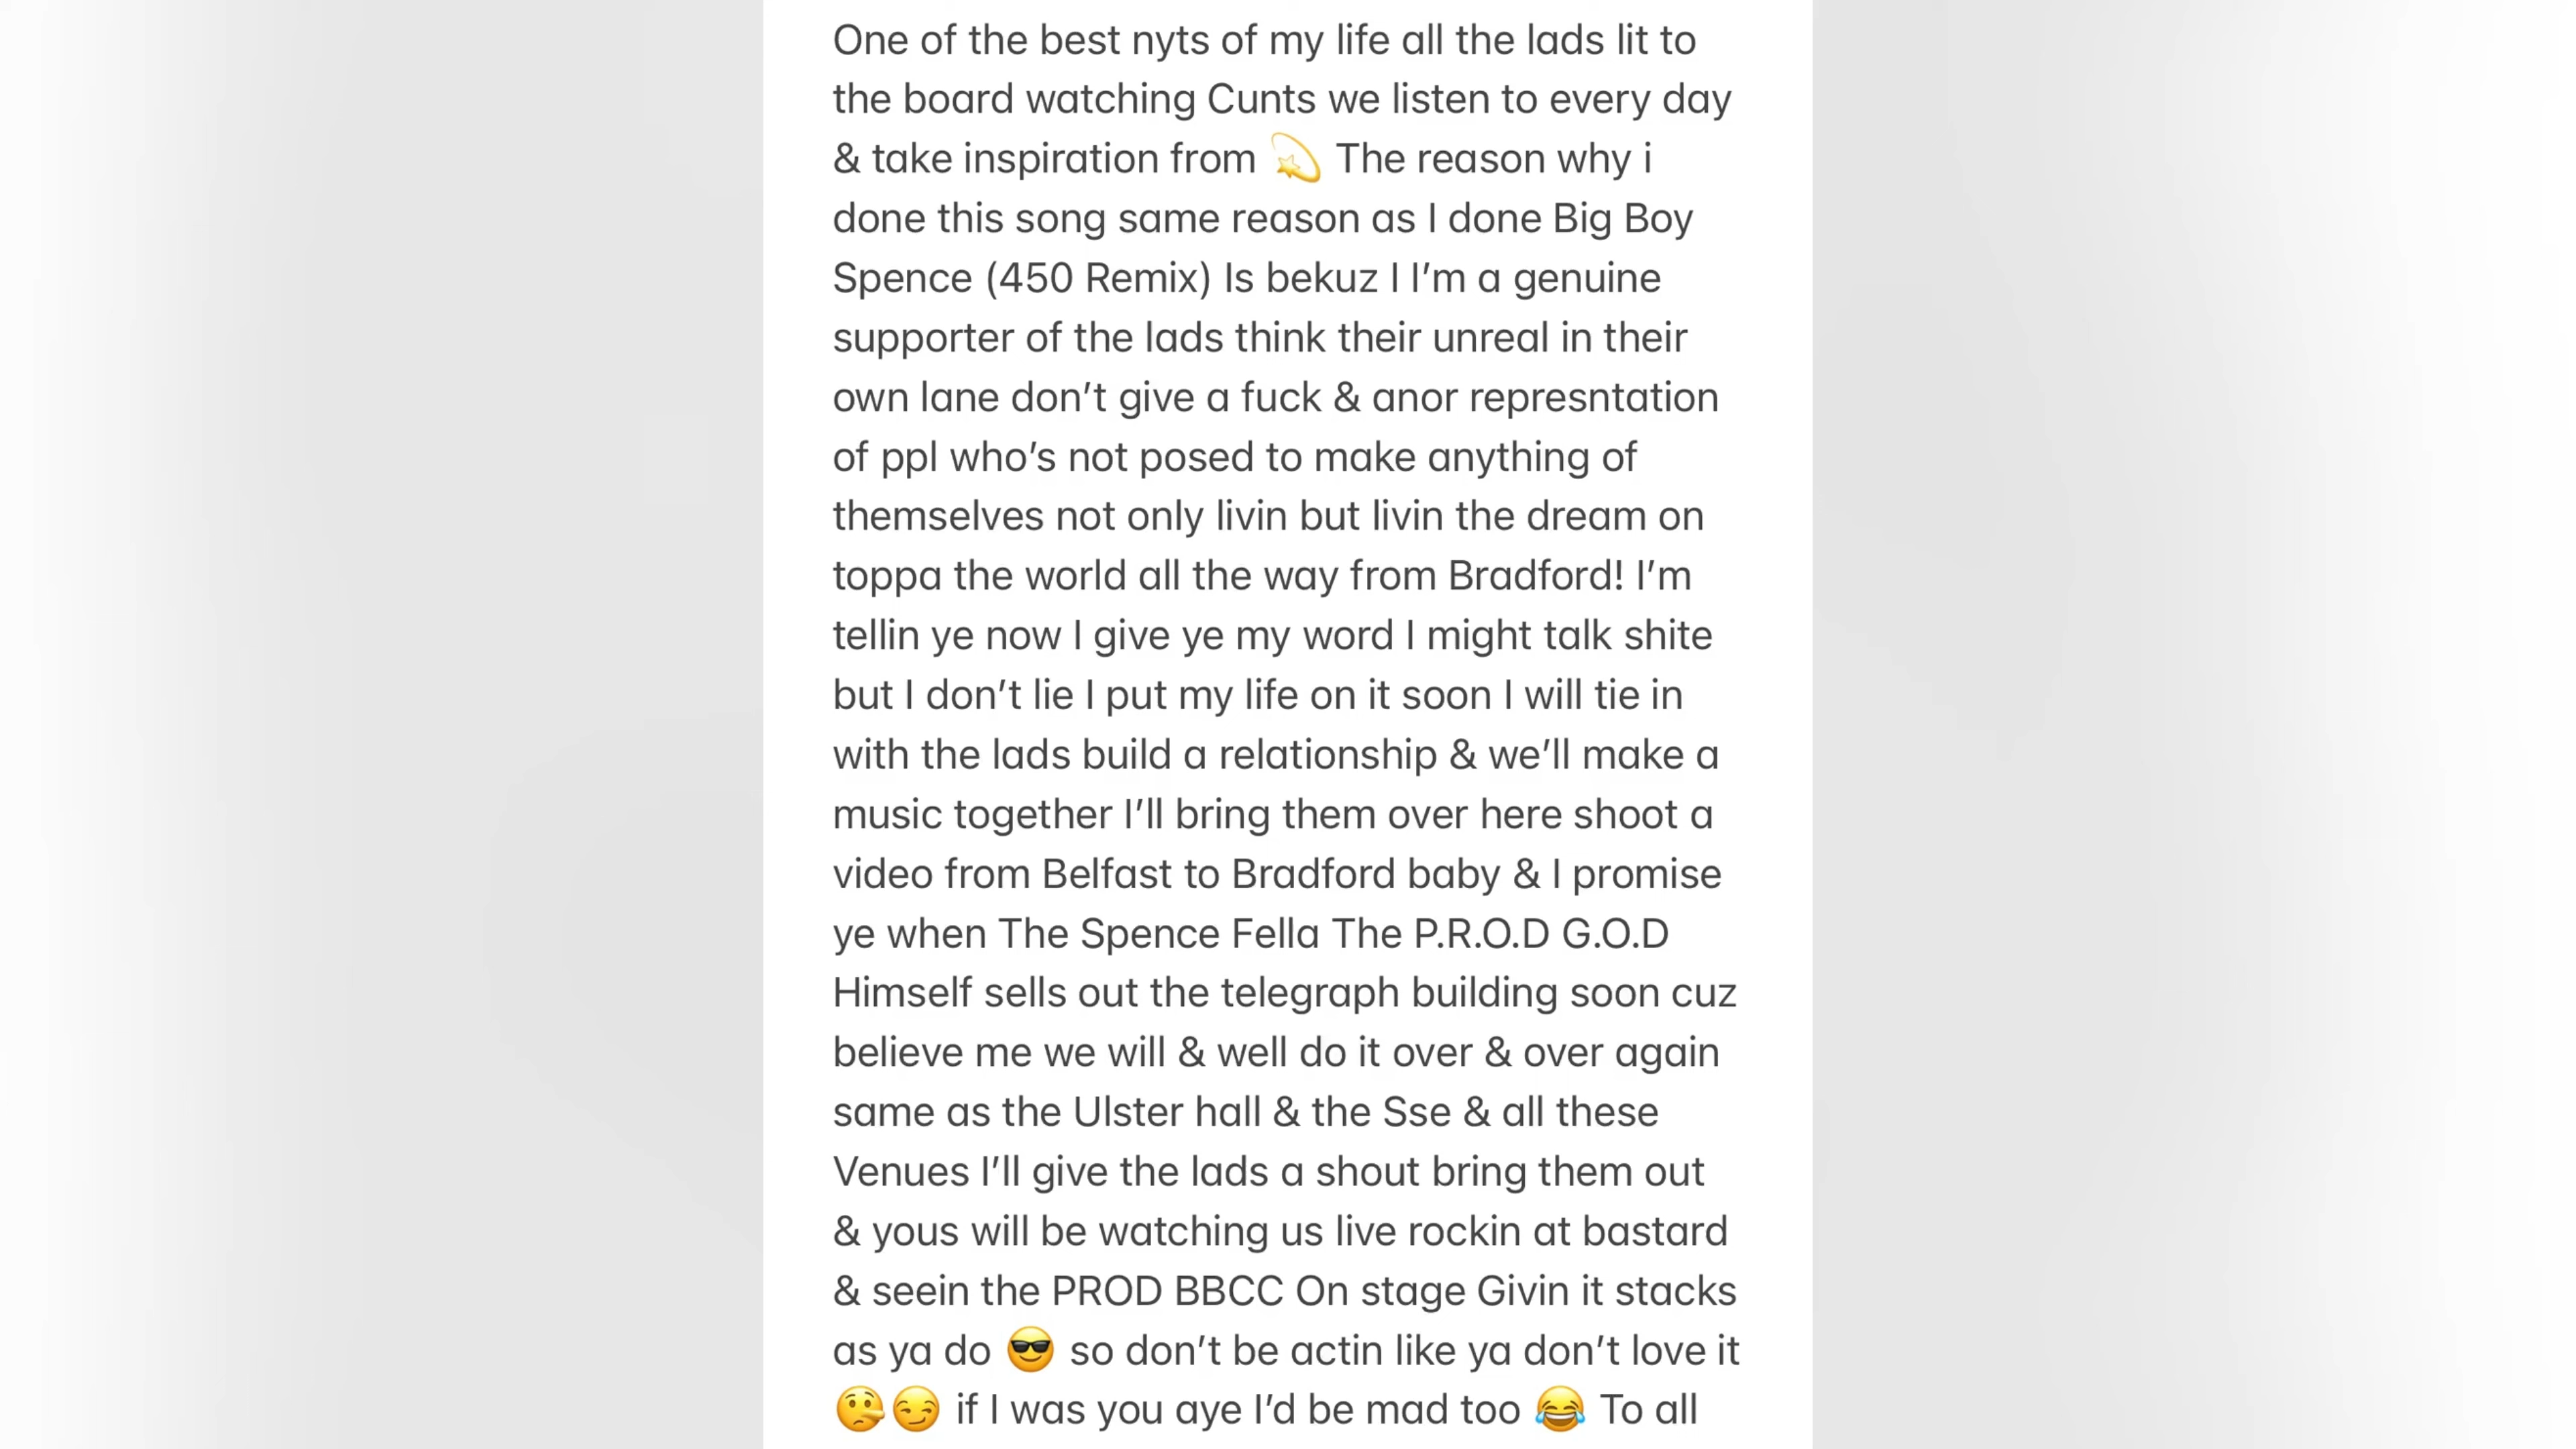 One of the best nyts of my life all the lads lit to
the board watching Cunts we listen to every day
& take inspiration from 💫 The reason why i
done this song same reason as I done Big Boy
Spence (450 Remix) Is bekuz I I’m a genuine
supporter of the lads think their unreal in their
own lane don’t give a fuck & anor represntation
of ppl who’s not posed to make anything of
themselves not only livin but livin the dream on
toppa the world all the way from Bradford! I’m
tellin ye now I give ye my word I might talk shite
but I don’t lie I put my life on it soon I will tie in
with the lads build a relationship & we’ll make a
music together I’ll bring them over here shoot a
video from Belfast to Bradford baby & I promise
ye when The Spence Fella The P.R.O.D G.O.D
Himself sells out the telegraph building soon cuz
believe me we will & well do it over & over again
same as the Ulster hall & the Sse & all these
Venues I’ll give the lads a shout bring them out
& yous will be watching us live rockin at bastard
& seein the PROD BBCC On stage Givin it stacks
as ya do 😎 so don’t be actin like ya don’t love it
🤥😏 if I was you aye I’d be mad too 😂 To all